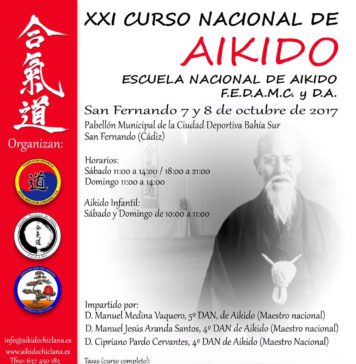 XXI CURSO NACIONAL DE
AIKIDO
ESCUELA NACIONAL DE AIKIDO
F.E.D.A.M.C. y D.A.
San Fernando 7 y 8 de octubre de 2017
Pabellón Municipal de la Ciudad Deportiva Bahía Sur
San Fernando (Cádiz)
Horarios:
Sábado 11:00 a 14:00 / 18:00 a 21:00
Domingo 11:00 a 14:00
Aikido Infantil:
Sábado y Domingo de 10:00 a 11:00
Impartido por:
D. Manuel Medina Vaquero, 5º DAN, de Aikido (Maestro nacional)
D. Manuel Jesús Aranda Santos, 4º DAN de Aikido (Maestro nacional)
D. Cipriano Pardo Cervantes, 4º DAN de Aikido (Maestro nacional)
Tasas (curso completo):
合氣道
Organizan:
道
info@aikidochiclana.es
www.aikidochiclana.es
Tfno: 637 450 183